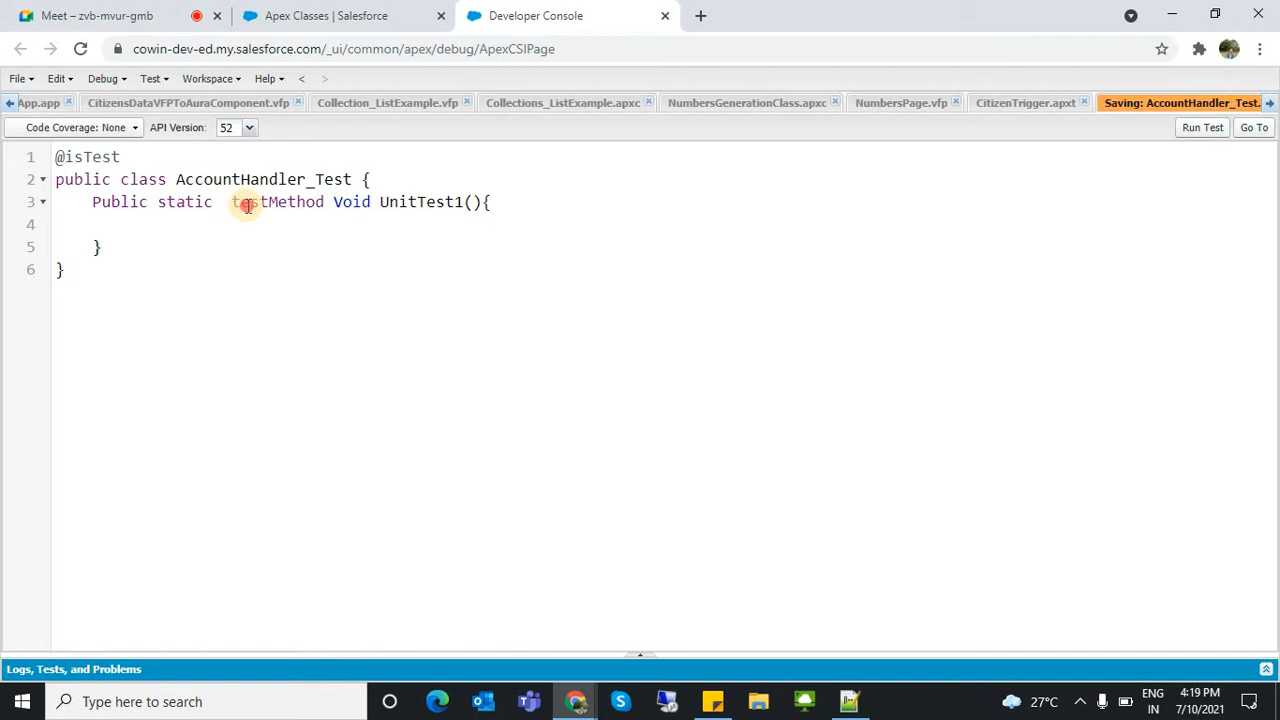 Meet – zvb-mvur-gmb
Apex Classes | Salesforce
Developer Console
cowin-dev-ed.my.salesforce.com/_ui/common/apex/debug/ApexCSIPage
File Edit Debug Test Workspace Help < >
App.app CitizensDataVFPToAuraComponent.vfp Collection_ListExample.vfp Collections_ListExample.apxc NumbersGenerationClass.apxc NumbersPage.vfp CitizenTrigger.apxt Saving: AccountHandler_Test.
Code Coverage: None API Version: 52 Run Test Go To
1 @isTest
2 public class AccountHandler_Test {
3 Public static testMethod Void UnitTest1(){
4
5 }
6 }
Logs, Tests, and Problems
Type here to search
27°C
ENG
IN
4:19 PM
7/10/2021